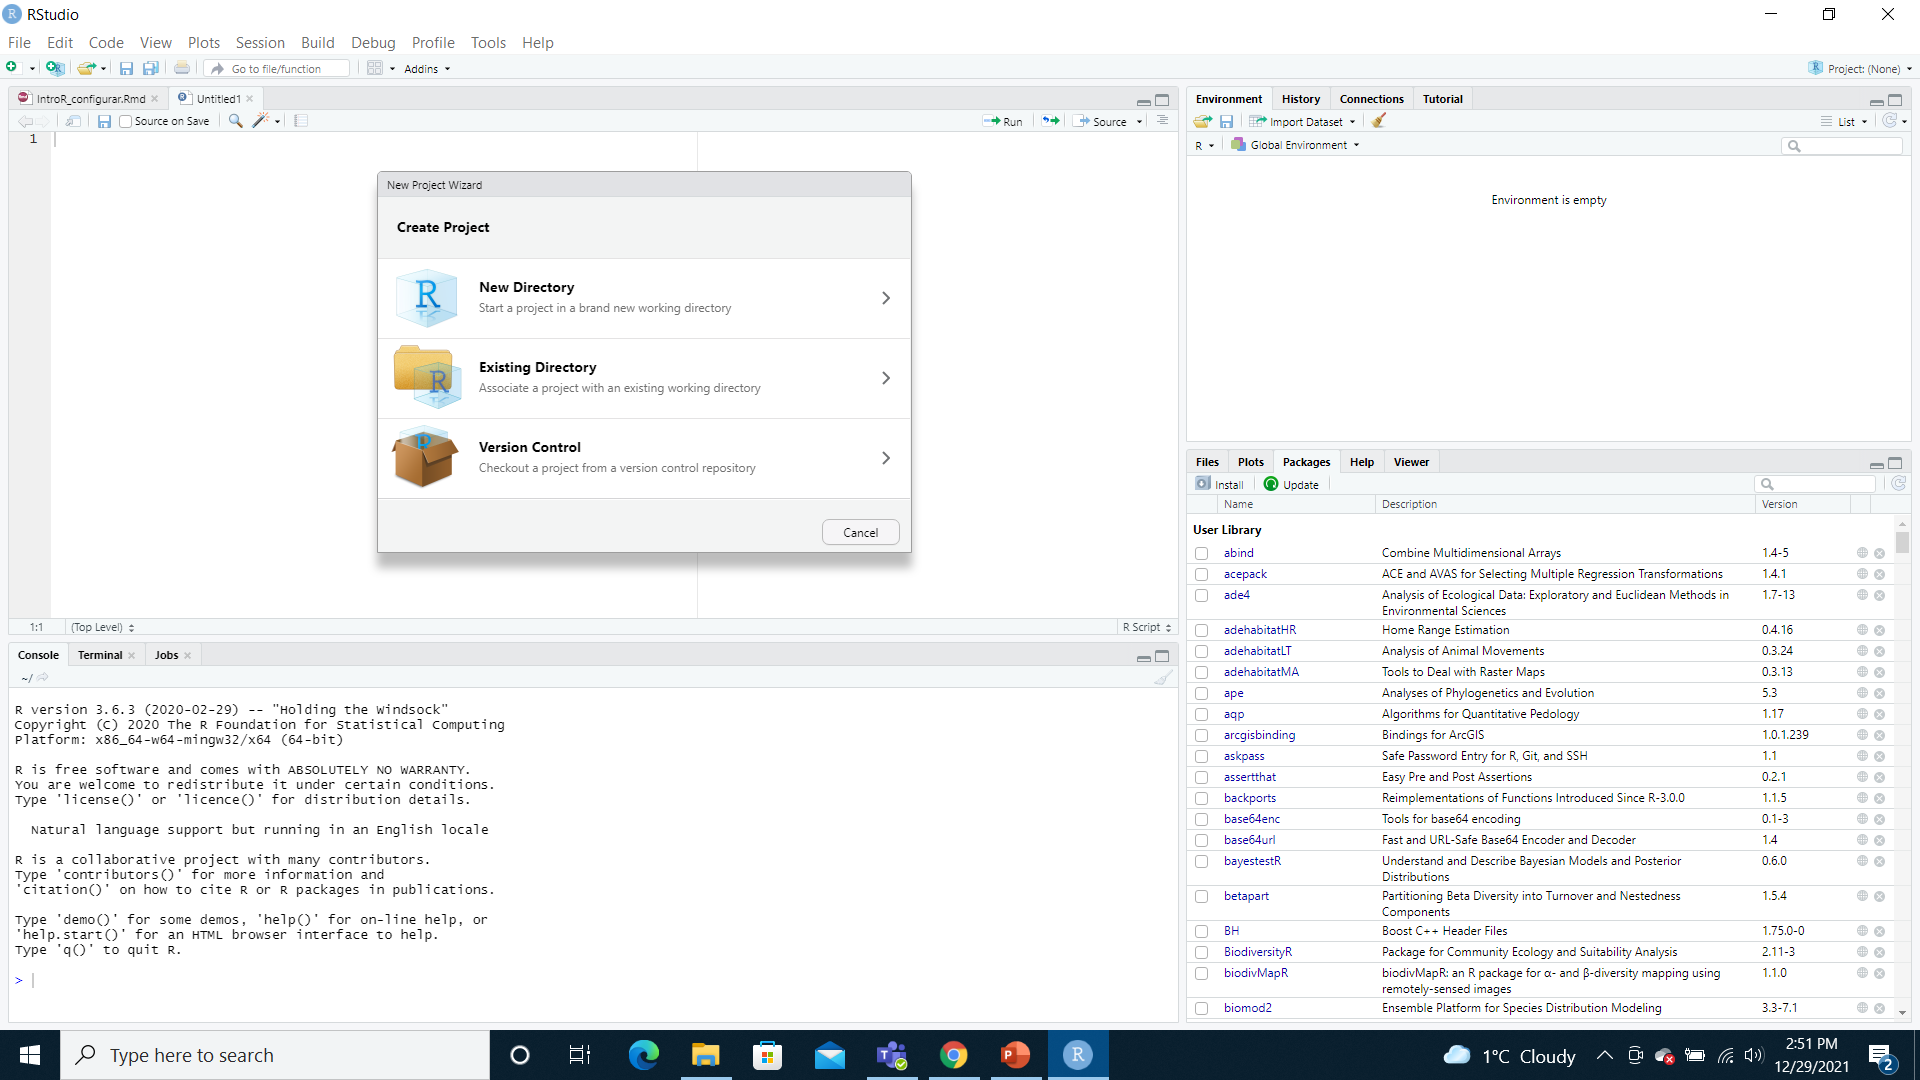 RStudio
File Edit Code View Plots Session Build Debug Profile Tools Help
Go to file/function Addins Project: (None)
IntroR_configurar.Rmd Untitled1
Source on Save Run Source
1
New Project Wizard
Create Project
New Directory
Start a project in a brand new working directory
Existing Directory
Associate a project with an existing working directory
Version Control
Checkout a project from a version control repository
Cancel
1:1 (Top Level) R Script
Console Terminal Jobs
~/
R version 3.6.3 (2020-02-29) -- "Holding the Windsock"
Copyright (C) 2020 The R Foundation for Statistical Computing
Platform: x86_64-w64-mingw32/x64 (64-bit)
R is free software and comes with ABSOLUTELY NO WARRANTY.
You are welcome to redistribute it under certain conditions.
Type 'license()' or 'licence()' for distribution details.
Natural language support but running in an English locale
R is a collaborative project with many contributors.
Type 'contributors()' for more information and
'citation()' on how to cite R or R packages in publications.
Type 'demo()' for some demos, 'help()' for on-line help, or
'help.start()' for an HTML browser interface to help.
Type 'q()' to quit R.
>
Environment History Connections Tutorial
Import Dataset List
R Global Environment
Environment is empty
Files Plots Packages Help Viewer
Install Update
Name Description Version
User Library
abind Combine Multidimensional Arrays 1.4-5
acepack ACE and AVAS for Selecting Multiple Regression Transformations 1.4.1
ade4 Analysis of Ecological Data: Exploratory and Euclidean Methods in 1.7-13
Environmental Sciences
adehabitatHR Home Range Estimation 0.4.16
adehabitatLT Analysis of Animal Movements 0.3.24
adehabitatMA Tools to Deal with Raster Maps 0.3.13
ape Analyses of Phylogenetics and Evolution 5.3
aqp Algorithms for Quantitative Pedology 1.17
arcgisbinding Bindings for ArcGIS 1.0.1.239
askpass Safe Password Entry for R, Git, and SSH 1.1
assertthat Easy Pre and Post Assertions 0.2.1
backports Reimplementations of Functions Introduced Since R-3.0.0 1.1.5
base64enc Tools for base64 encoding 0.1-3
base64url Fast and URL-Safe Base64 Encoder and Decoder 1.4
bayestestR Understand and Describe Bayesian Models and Posterior 0.6.0
Distributions
betapart Partitioning Beta Diversity into Turnover and Nestedness 1.5.4
Components
BH Boost C++ Header Files 1.75.0-0
BiodiversityR Package for Community Ecology and Suitability Analysis 2.11-3
biodivMapR biodivMapR: an R package for α- and β-diversity mapping using 1.1.0
remotely-sensed images
biomod2 Ensemble Platform for Species Distribution Modeling 3.3-7.1
Type here to search
1°C Cloudy
2:51 PM
12/29/2021
2